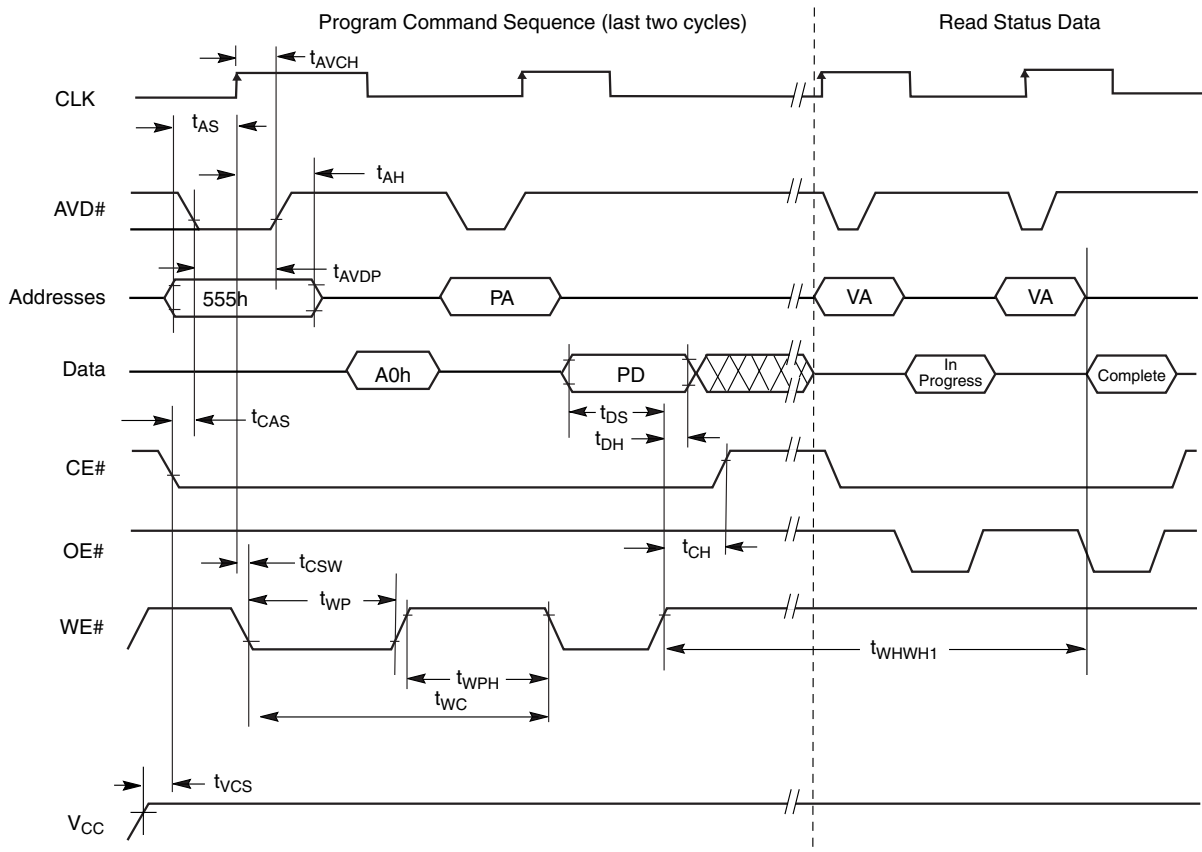 Program Command Sequence (last two cycles)
Read Status Data
tAVCH
CLK
tAS
tAH
AVD#
tAVDP
Addresses
555h
PA
VA
VA
Data
A0h
PD
In
Progress
Complete
tCAS
tDS
tDH
CE#
OE#
tCSW
tCH
tWP
WE#
tWHWH1
tWPH
tWC
tVCS
VCC